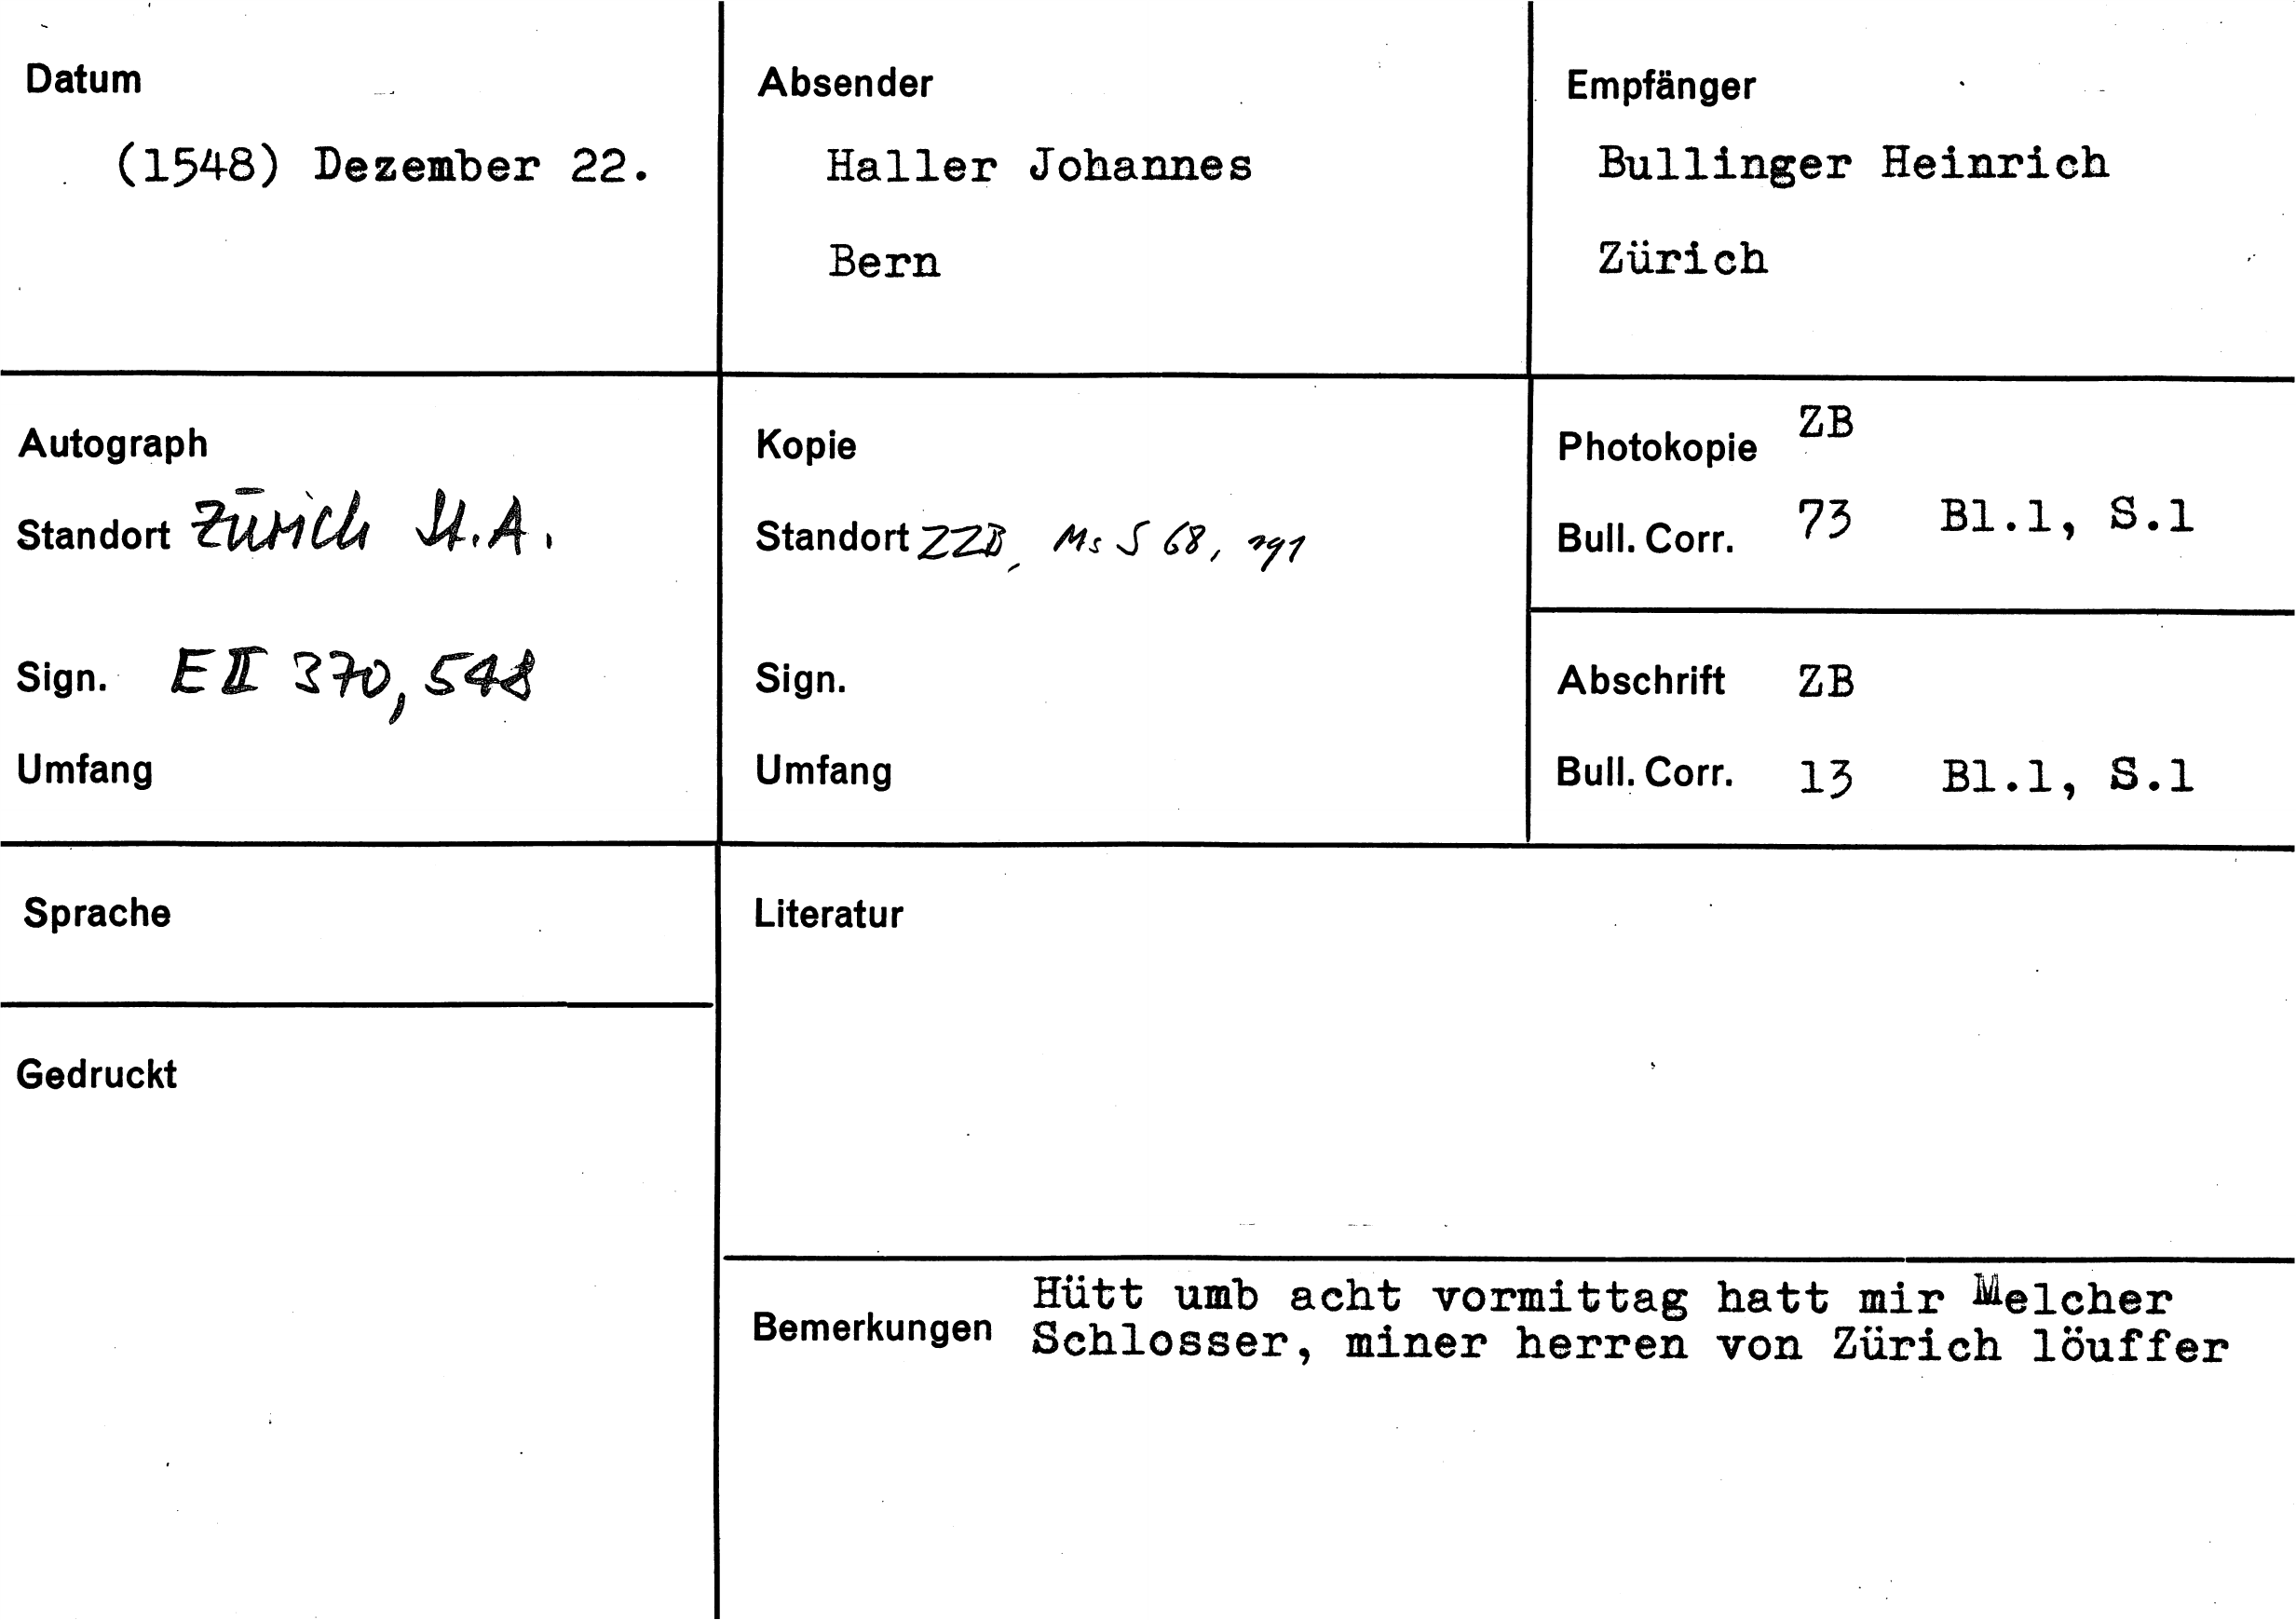 Datum
(1548) Dezember 22.
Absender
Haller Johannes
Bern
Empfänger
Bullinger Heinrich
Zürich
Autograph
Standort Zürich St.A.
Sign. E II 370, 548
Umfang
Kopie
Standort ZZB, Ms S 68,
Sign.
Umfang
Photokopie ZB
Bull. Corr. 73 Bl.1, S.1
Abschrift ZB
Bull. Corr. 13 Bl.1, S.1
Sprache
Gedruckt
Literatur
Bemerkungen
Hütt umb acht vormittag hatt mir Melcher
Schlosser, miner herren von Zürich löuffer